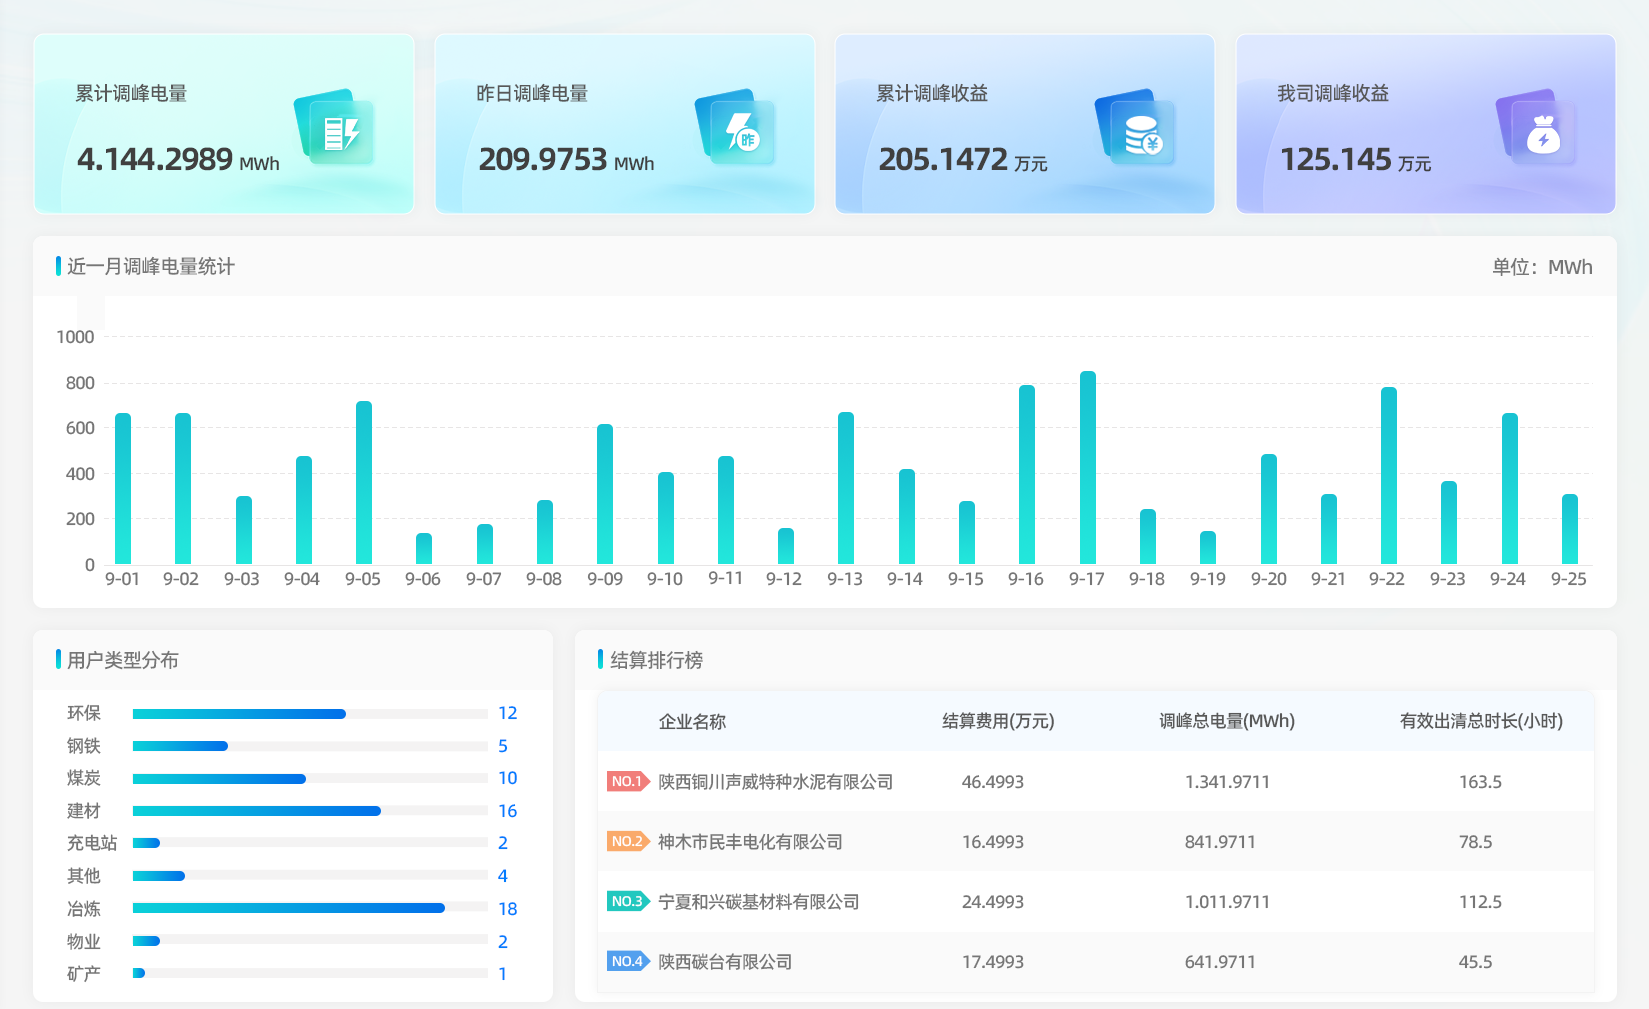 累计调峰电量
4.144.2989 MWh
昨日调峰电量
昨
209.9753 MWh
累计调峰收益
¥
205.1472 万元
我司调峰收益
125.145 万元
近一月调峰电量统计
单位：MWh
1000
800
600
400
200
0
9-01 9-02 9-03 9-04 9-05 9-06 9-07 9-08 9-09 9-10 9-11 9-12 9-13 9-14 9-15 9-16 9-17 9-18 9-19 9-20 9-21 9-22 9-23 9-24 9-25
用户类型分布
环保 12
钢铁 5
煤炭 10
建材 16
充电站 2
其他 4
冶炼 18
物业 2
矿产 1
结算排行榜
企业名称 结算费用(万元) 调峰总电量(MWh) 有效出清总时长(小时)
NO.1 陕西铜川声威特种水泥有限公司 46.4993 1.341.9711 163.5
NO.2 神木市民丰电化有限公司 16.4993 841.9711 78.5
NO.3 宁夏和兴碳基材料有限公司 24.4993 1.011.9711 112.5
NO.4 陕西碳台有限公司 17.4993 641.9711 45.5